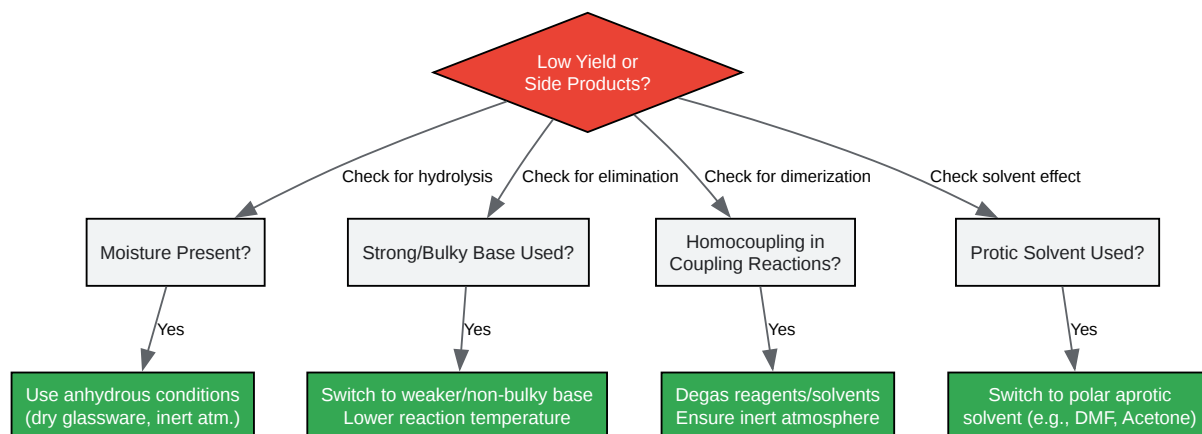 Low Yield or
Side Products?
Check for hydrolysis
Check for elimination
Check for dimerization
Check solvent effect
Moisture Present?
Strong/Bulky Base Used?
Homocoupling in
Coupling Reactions?
Protic Solvent Used?
Yes
Yes
Yes
Yes
Use anhydrous conditions
(dry glassware, inert atm.)
Switch to weaker/non-bulky base
Lower reaction temperature
Degas reagents/solvents
Ensure inert atmosphere
Switch to polar aprotic
solvent (e.g., DMF, Acetone)